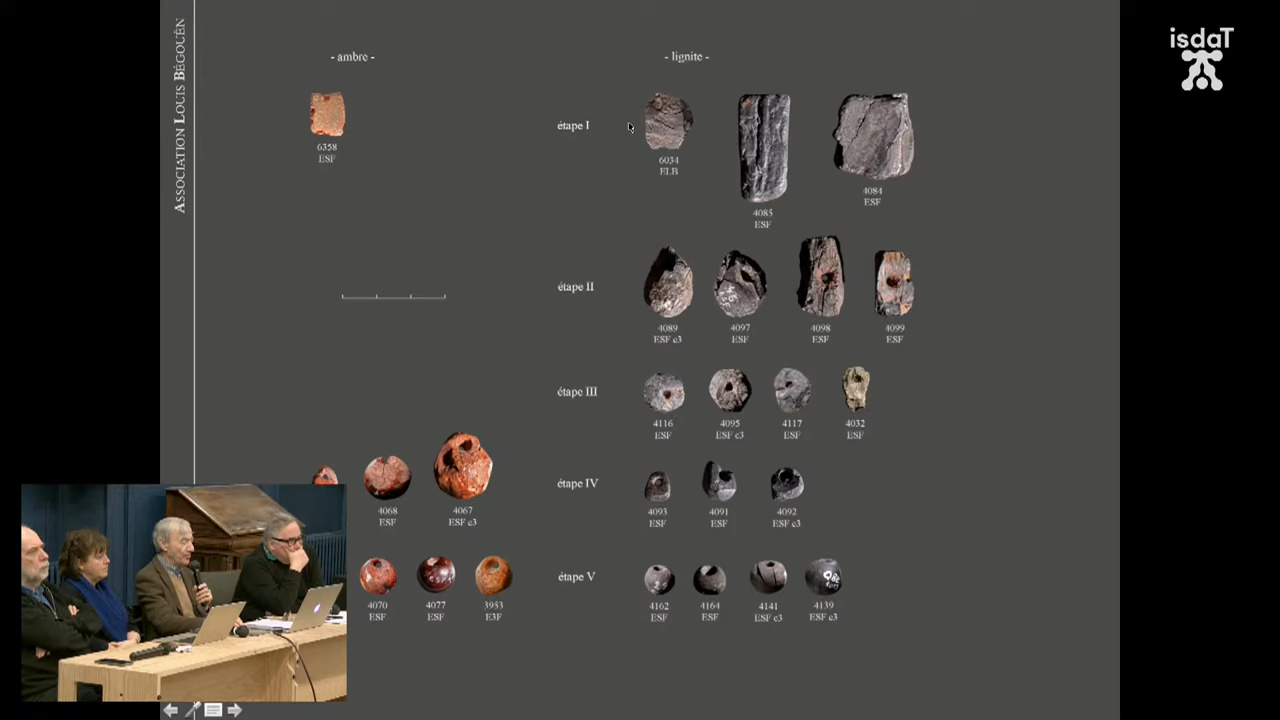 isdaT
ASSOCIATION LOUIS BÉGOUËN
- ambre -
- lignite -
étape I
6358
ESF
6034
ELB
4085
ESF
4084
ESF
étape II
4089
ESF c3
4097
ESF
4098
ESF
4099
ESF
étape III
4116
ESF
4095
ESF c3
4117
ESF
4032
ESF
étape IV
4068
ESF
4067
ESF c3
4093
ESF
4091
ESF
4092
ESF c3
étape V
4070
ESF
4077
ESF
3953
E3F
4162
ESF
4164
ESF
4141
ESF c3
4139
ESF c3